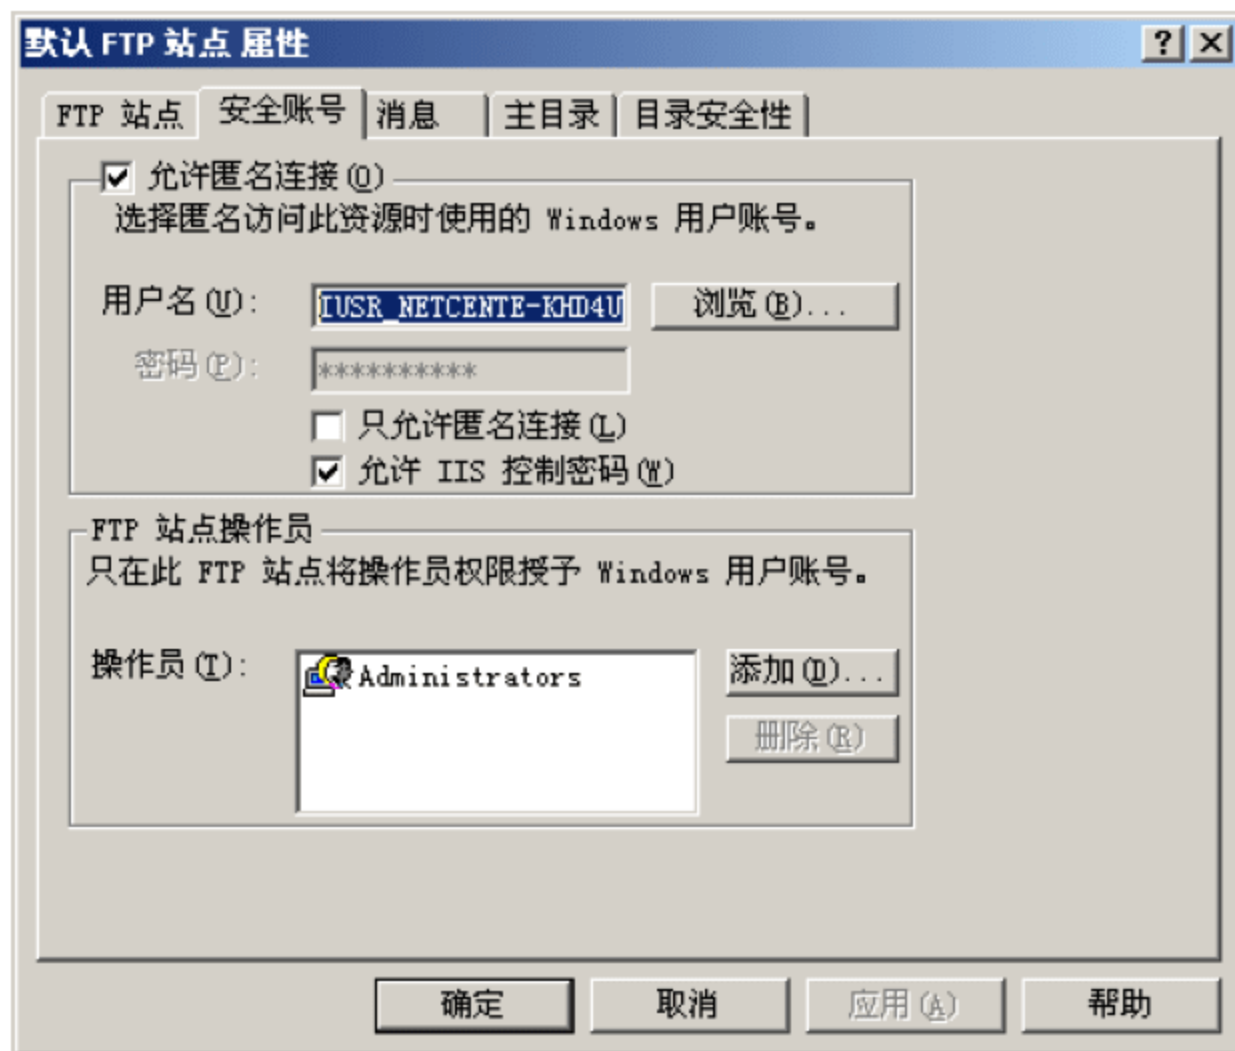 默认 FTP 站点 属性
FTP 站点 安全账号 消息 主目录 目录安全性
允许匿名连接(O)
选择匿名访问此资源时使用的 Windows 用户账号。
用户名(U): IUSR_NETCENTE-KHD4U 浏览(B)...
密码(P): **********
只允许匿名连接(L)
允许 IIS 控制密码(W)
FTP 站点操作员
只在此 FTP 站点将操作员权限授予 Windows 用户账号。
操作员(T): Administrators 添加(D)...
删除(R)
确定 取消 应用(A) 帮助